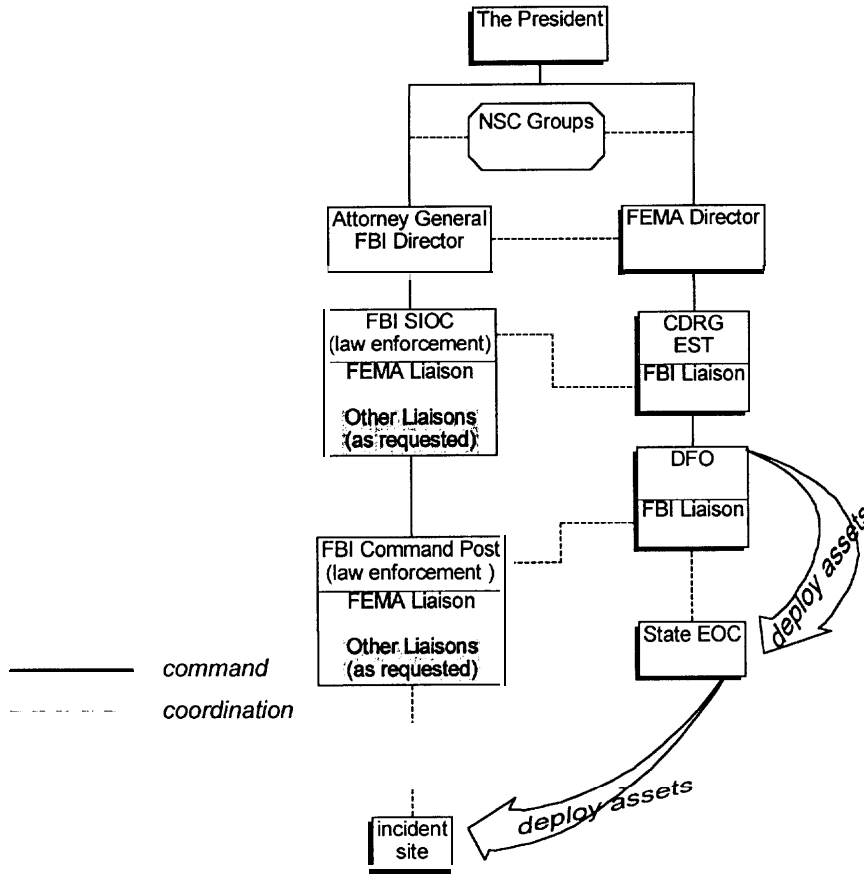 The President
NSC Groups
Attorney General
FBI Director
FEMA Director
FBI SIOC
(law enforcement)
FEMA Liaison
Other Liaisons
(as requested)
CDRG
EST
FBI Liaison
DFO
FBI Liaison
deploy assets
FBI Command Post
(law enforcement )
FEMA Liaison
Other Liaisons
(as requested)
State EOC
command
coordination
deploy assets
incident
site